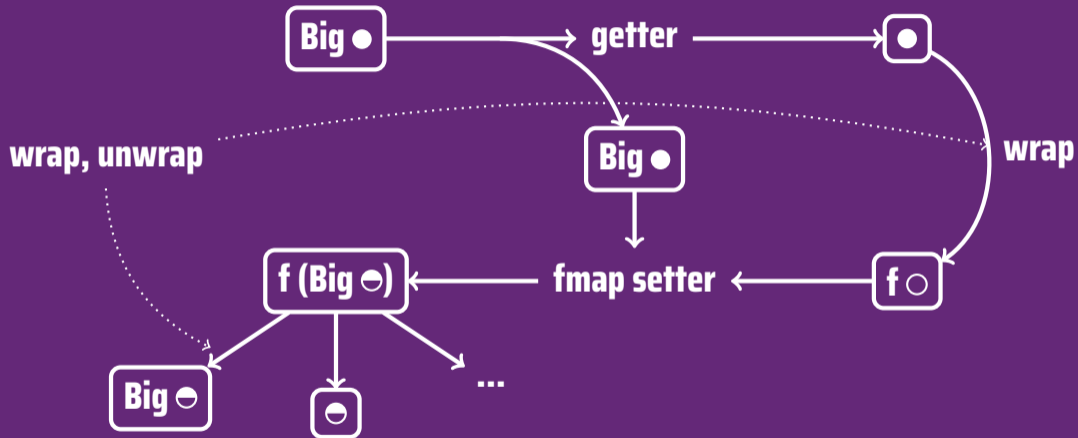 Big ●
getter
●
wrap, unwrap
Big ●
wrap
f (Big ◒)
fmap setter
f ○
Big ◒
◒
...